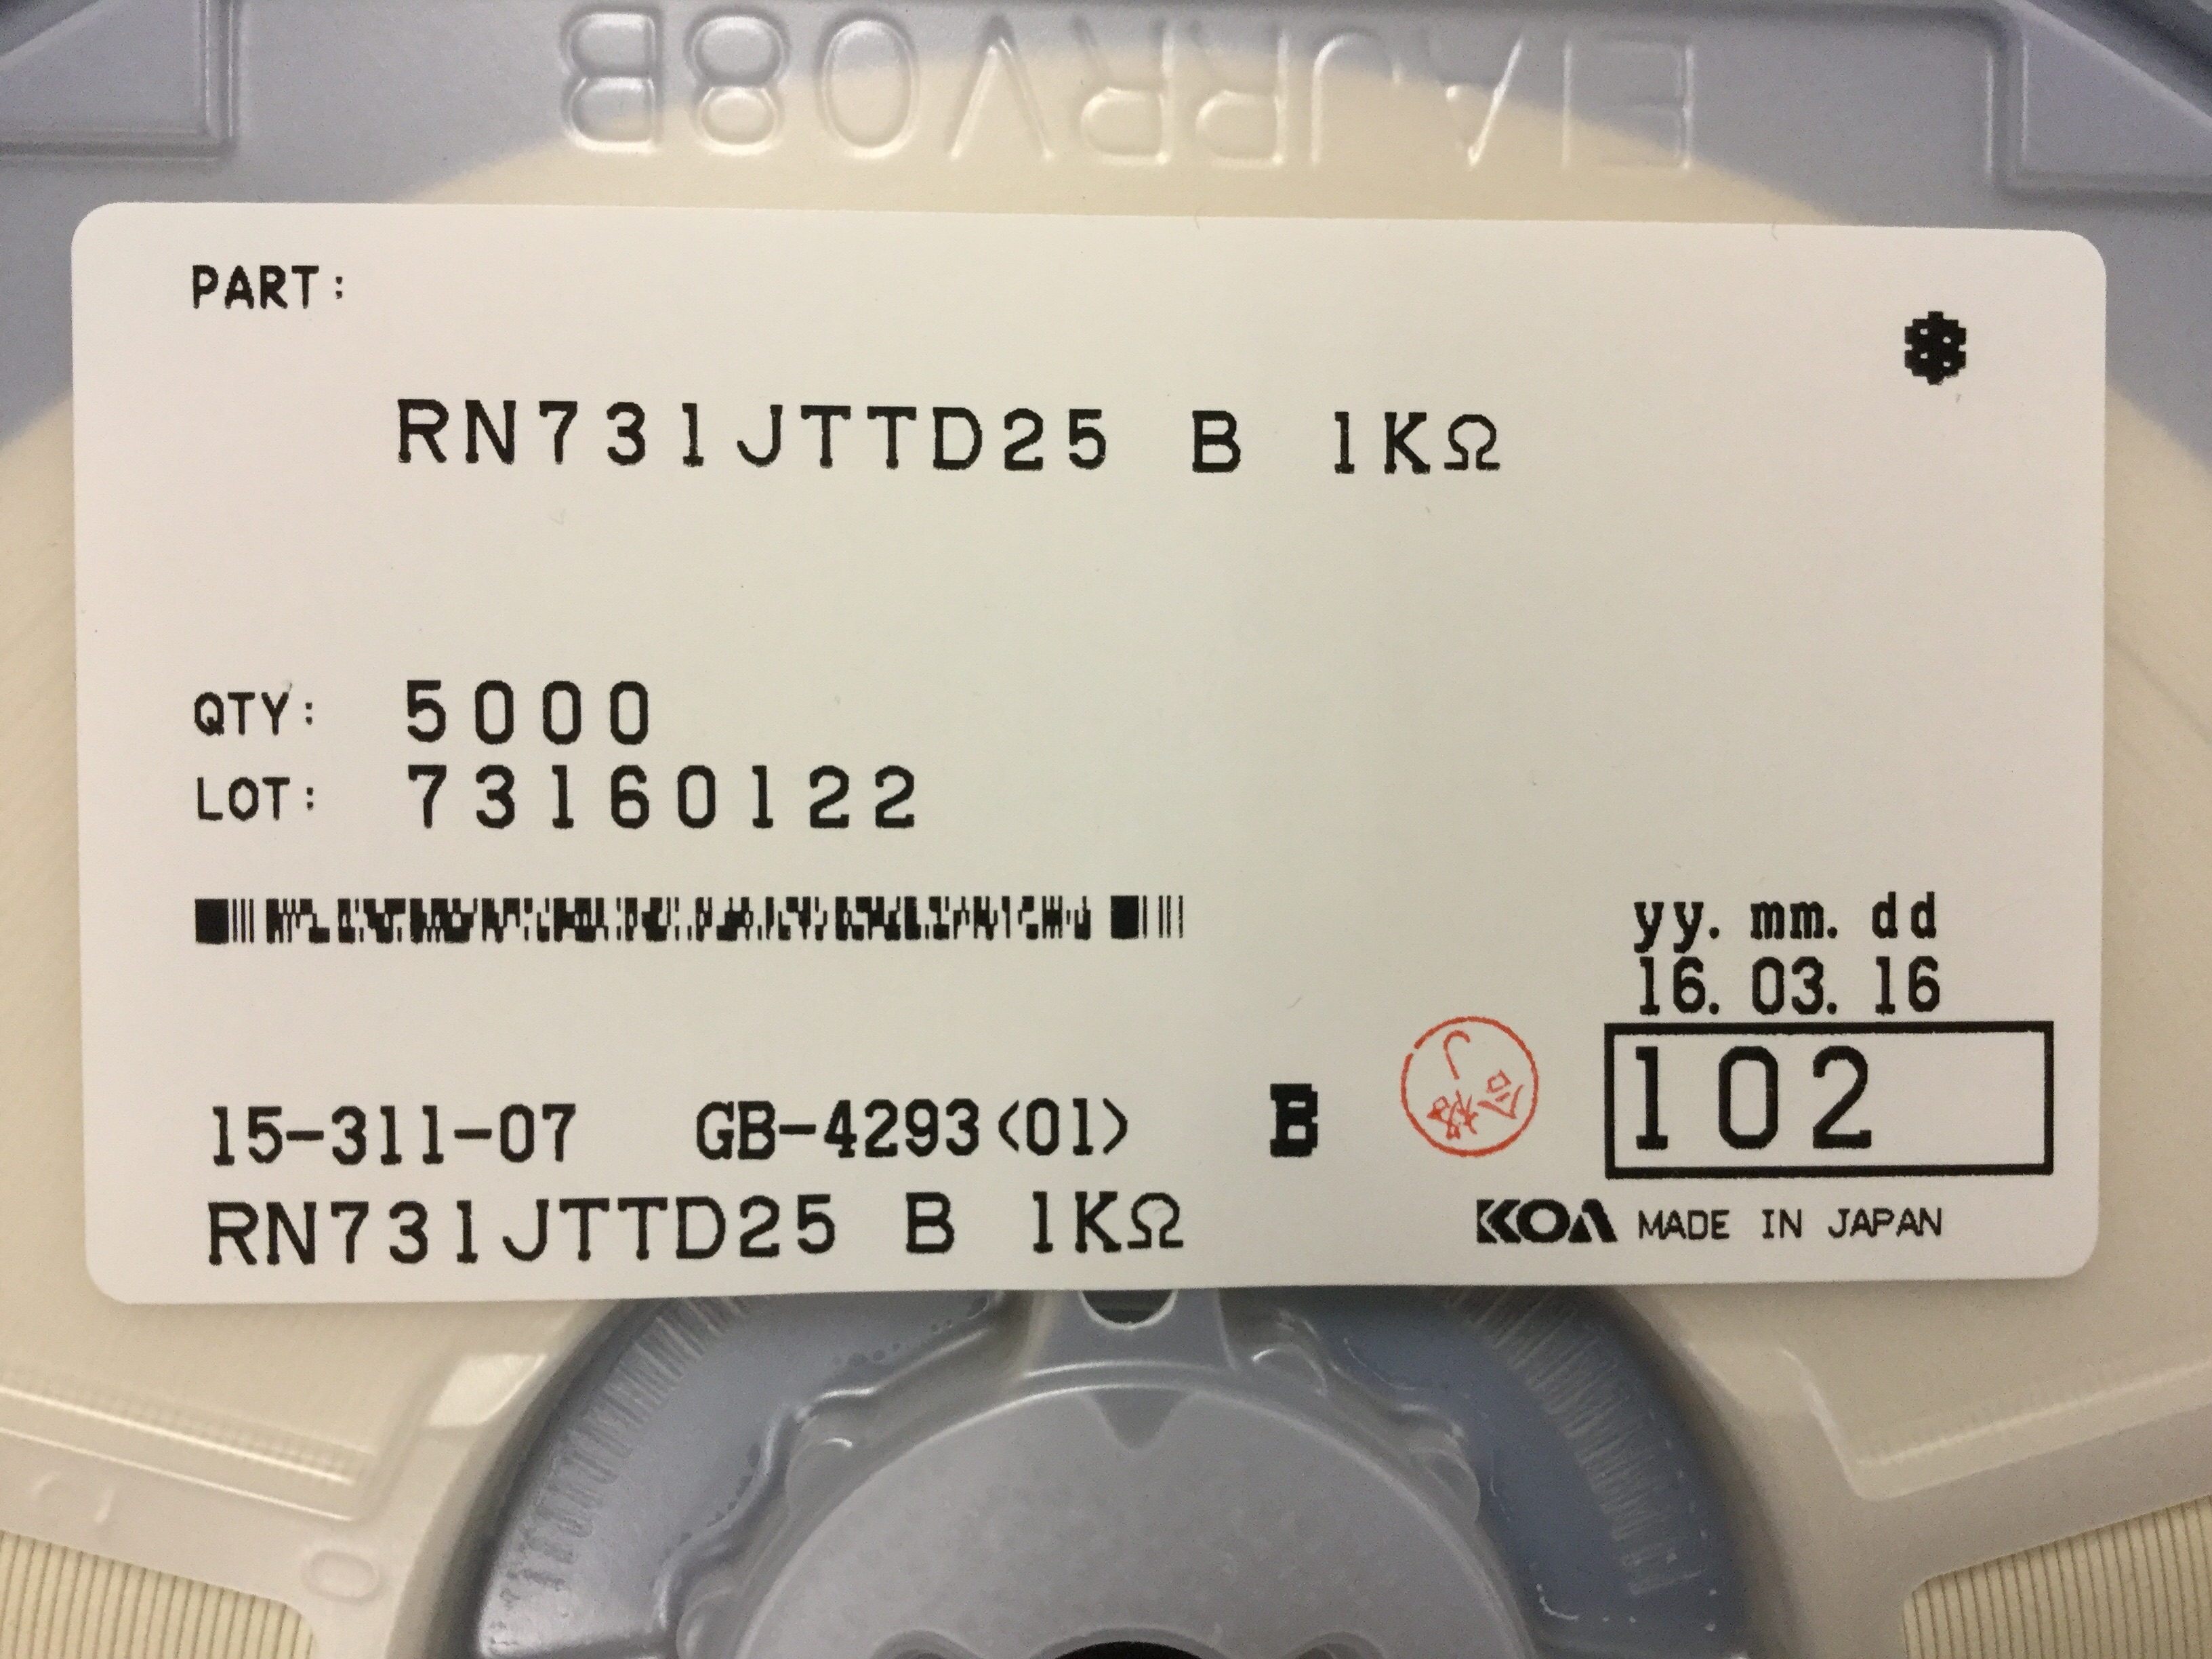 EIAJRRV08B
PART:
*
RN731JTTD25 B 1KΩ
QTY: 5000
LOT: 73160122
yy. mm. dd
16. 03. 16
102
15-311-07 GB-4293<01> B
RN731JTTD25 B 1KΩ
KOA MADE IN JAPAN